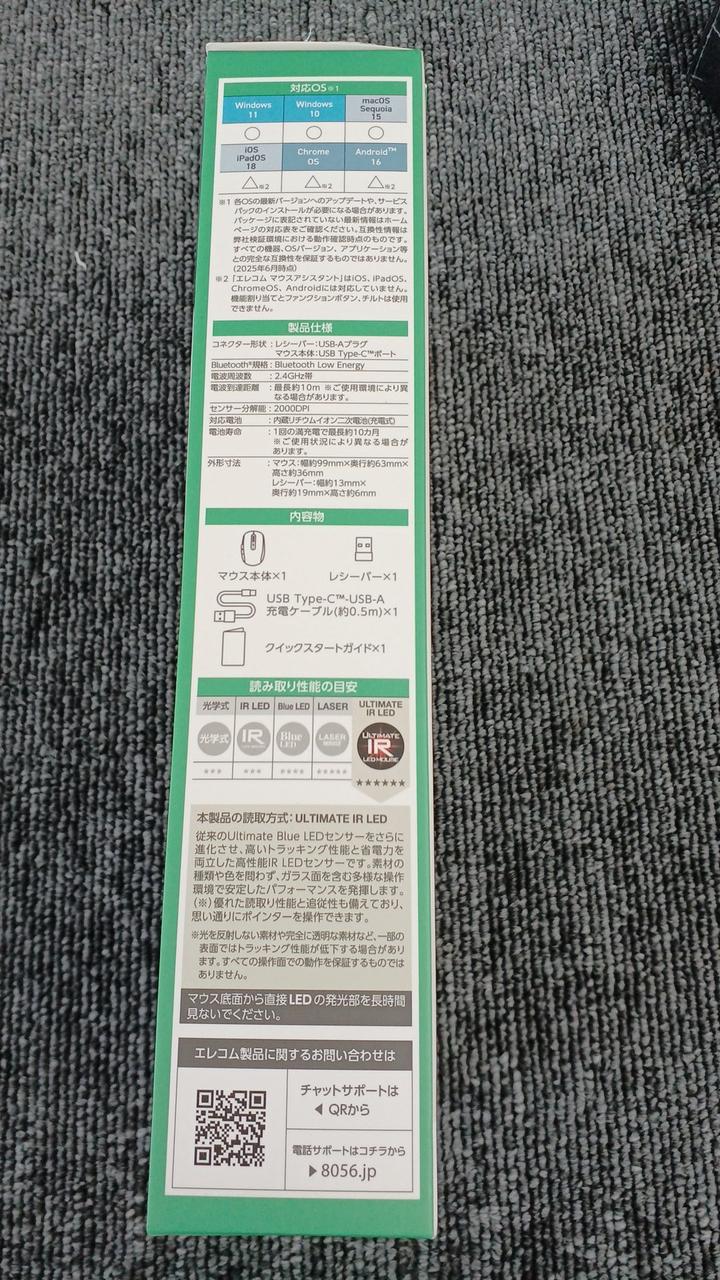 対応OS※1
Windows 11
Windows 10
macOS Sequoia 15
○ ○ ○
iOS iPadOS 18
Chrome OS
Android™ 16
△※2 △※2 △※2
※1 各OSの最新バージョンへのアップデートや、サービス
パックのインストールが必要になる場合があります。
パッケージに表記されていない最新情報はホーム
ページの対応表をご確認ください。互換性情報は
弊社検証環境における動作確認時点のものです。
すべての機器、OSバージョン、アプリケーション等
との完全な互換性を保証するものではありません。
(2025年6月時点)
※2 「エレコム マウスアシスタント」はiOS、iPadOS、
ChromeOS、Androidには対応していません。
機能割り当てとファンクションボタン、チルトは使用
できません。
製品仕様
コネクター形状：レシーバー：USB-Aプラグ
マウス本体：USB Type-C™ポート
Bluetooth®規格：Bluetooth Low Energy
電波周波数：2.4GHz帯
電波到達距離：最長約10m ※ご使用環境により異
なる場合があります。
センサー分解能：2000DPI
対応電池：内蔵リチウムイオン二次電池(充電式)
電池寿命：1回の満充電で最長約10カ月
※ご使用状況により異なる場合が
あります。
外形寸法：マウス：幅約99mm×奥行約63mm×
高さ約36mm
レシーバー：幅約13mm×
奥行約19mm×高さ約6mm
内容物
マウス本体×1
レシーバー×1
USB Type-C™-USB-A
充電ケーブル(約0.5m)×1
クイックスタートガイド×1
読み取り性能の目安
光学式 IR LED Blue LED LASER ULTIMATE IR LED
光学式
IR
Blue LED
LASER
ULTIMATE IR LED MOUSE
★★★ ★★★ ★★★★ ★★★★★ ★★★★★★
本製品の読取方式：ULTIMATE IR LED
従来のUltimate Blue LEDセンサーをさらに
進化させ、高いトラッキング性能と省電力を
両立した高性能IR LEDセンサーです。素材の
種類や色を問わず、ガラス面を含む多様な操作
環境で安定したパフォーマンスを発揮します。
(※)優れた読取り性能と追従性も備えており、
思い通りにポインターを操作できます。
※光を反射しない素材や完全に透明な素材など、一部の
表面ではトラッキング性能が低下する場合があり
ます。すべての操作面での動作を保証するものでは
ありません。
マウス底面から直接LEDの発光部を長時間
見ないでください。
エレコム製品に関するお問い合わせは
チャットサポートは
◀ QRから
電話サポートはコチラから
▶ 8056.jp